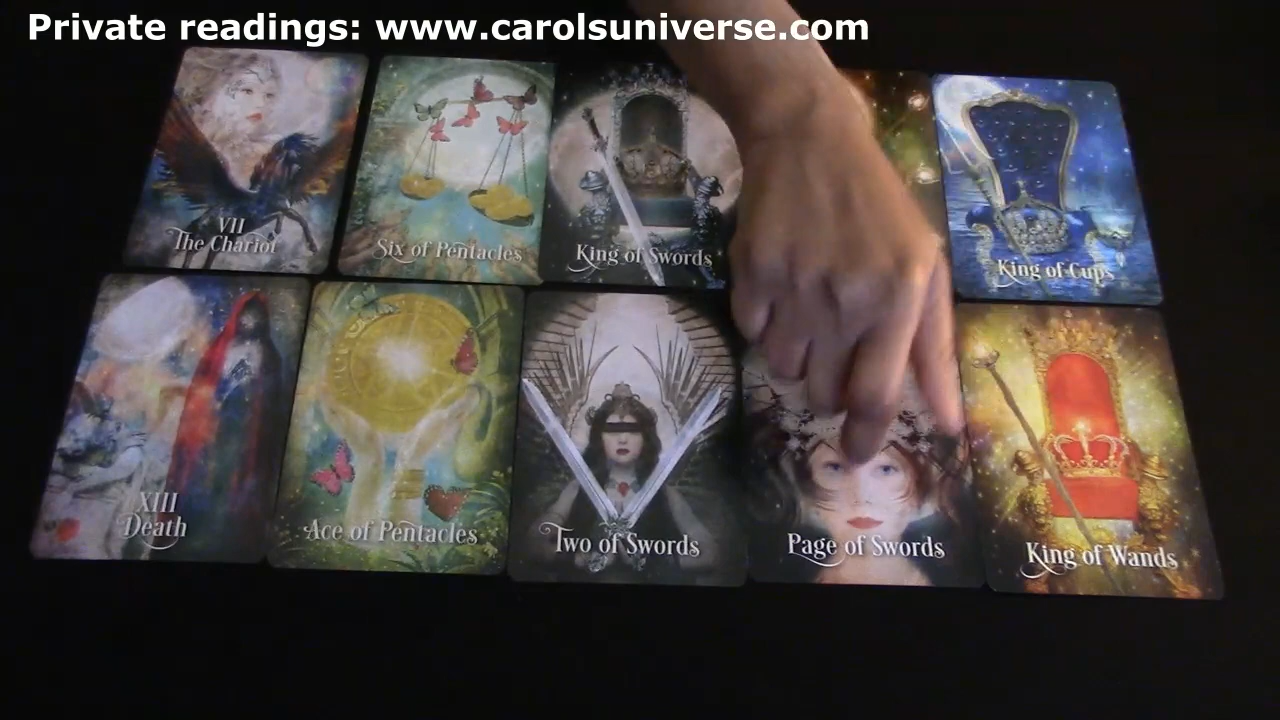 Private readings: www.carolsuniverse.com
VII
The Chariot
Six of Pentacles
King of Swords
King of Cups
XIII
Death
Ace of Pentacles
Two of Swords
Page of Swords
King of Wands